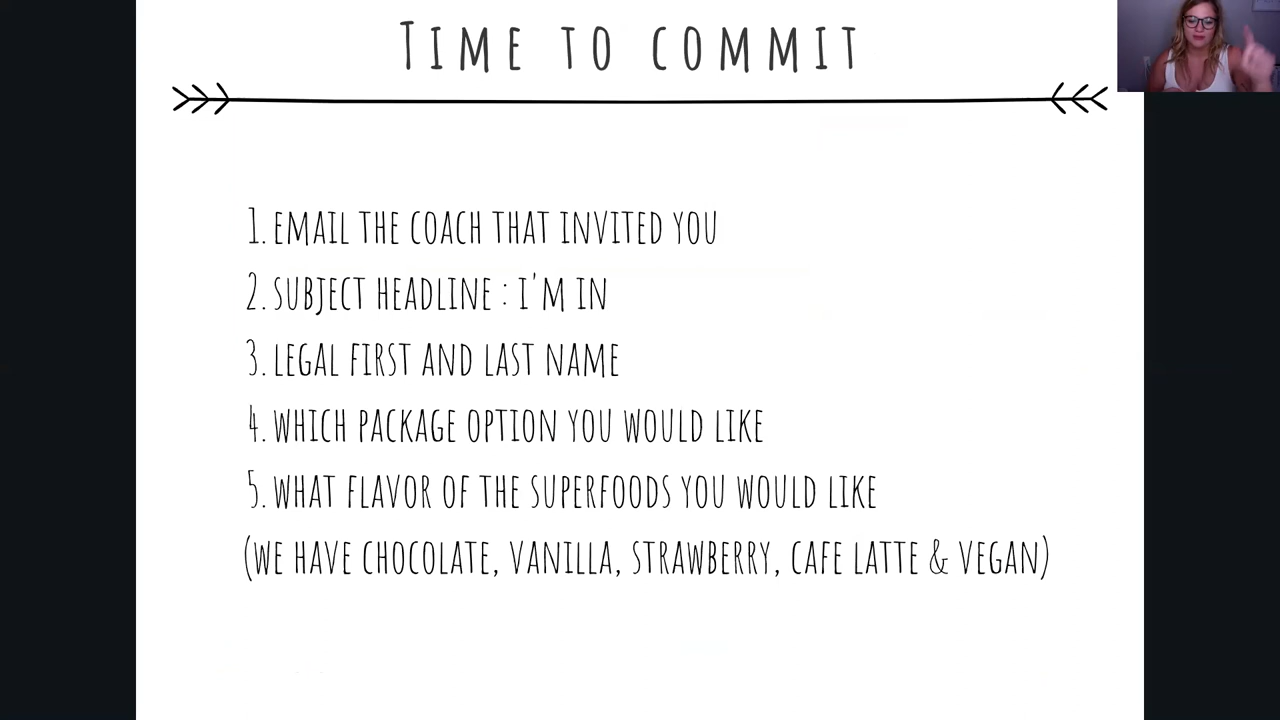 TIME TO COMMIT
1. EMAIL THE COACH THAT INVITED YOU
2. SUBJECT HEADLINE : I'M IN
3. LEGAL FIRST AND LAST NAME
4. WHICH PACKAGE OPTION YOU WOULD LIKE
5. WHAT FLAVOR OF THE SUPERFOODS YOU WOULD LIKE
(WE HAVE CHOCOLATE, VANILLA, STRAWBERRY, CAFE LATTE & VEGAN)